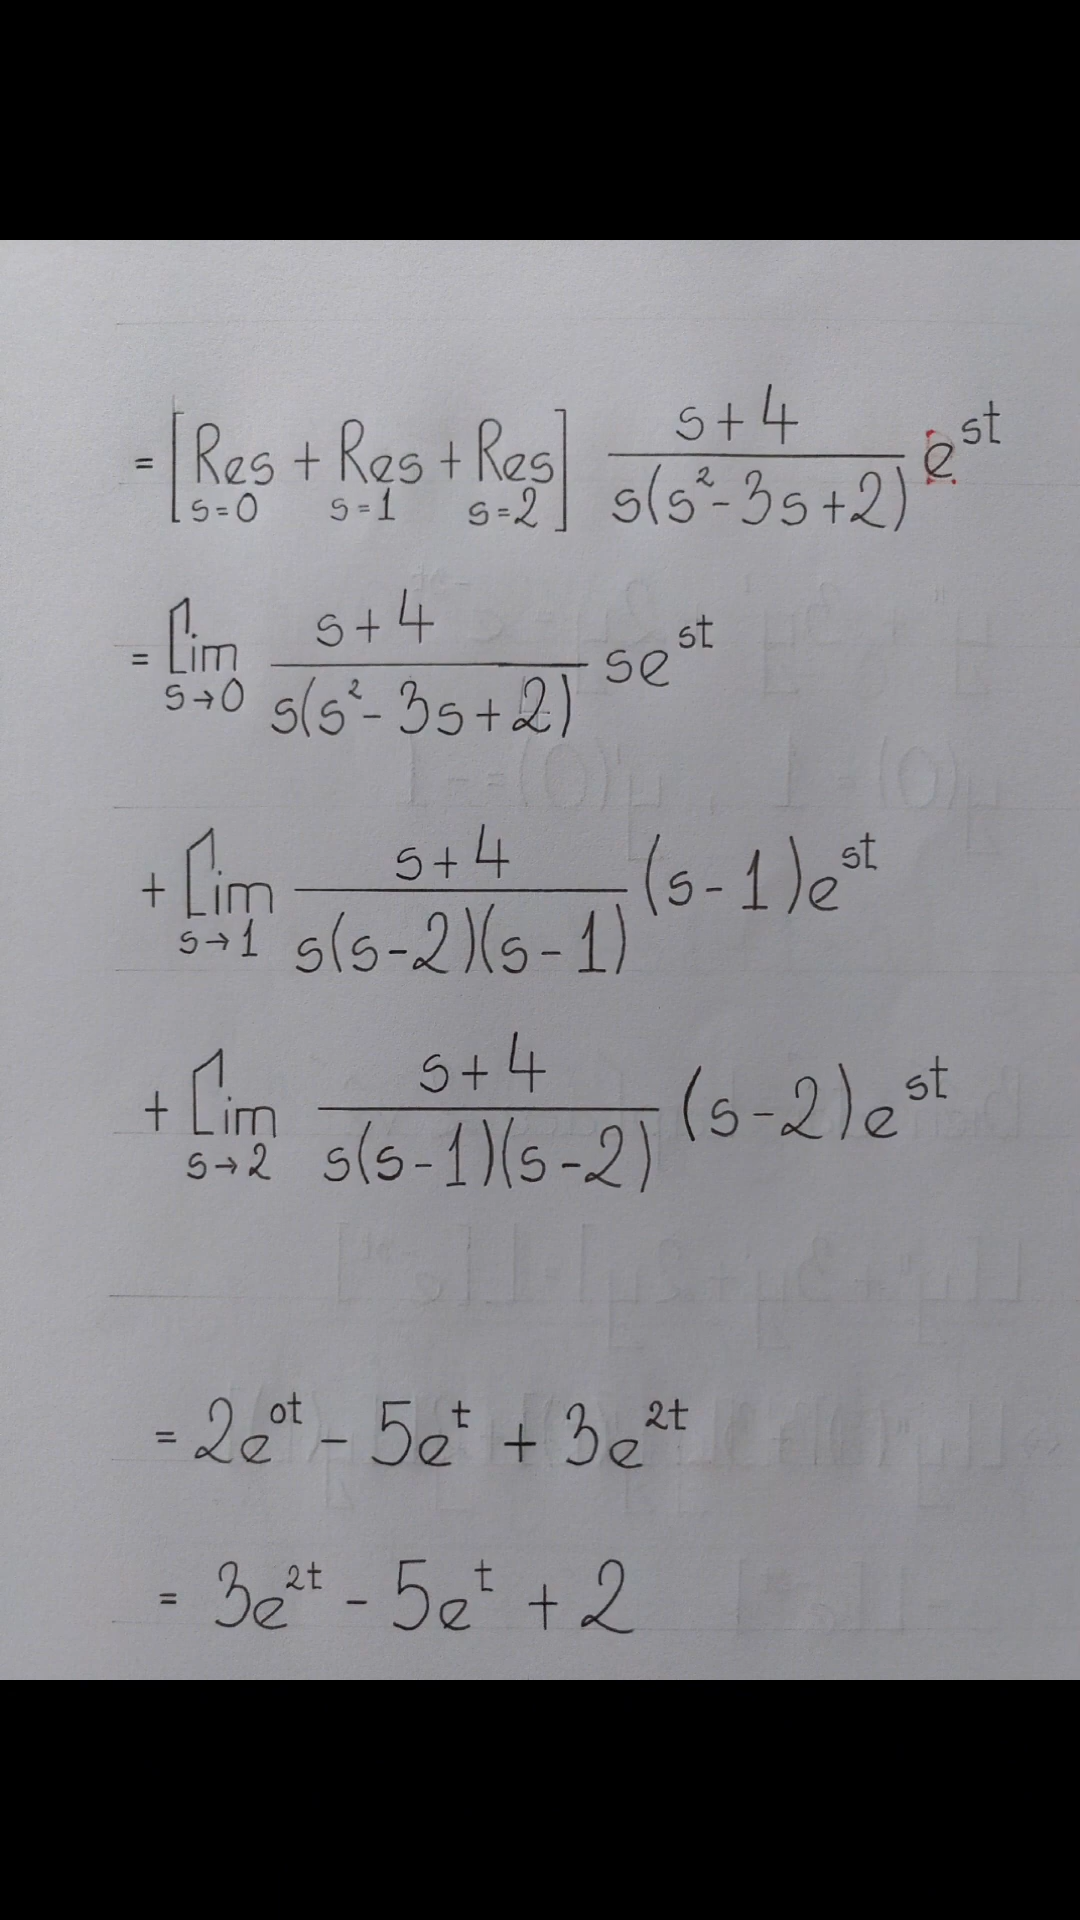 = [Res s=0 + Res s=1 + Res s=2] (s+4)/(s(s²-3s+2)) e^st
= Lim s→0 (s+4)/(s(s²-3s+2)) se^st
+ Lim s→1 (s+4)/(s(s-2)(s-1)) (s-1)e^st
+ Lim s→2 (s+4)/(s(s-1)(s-2)) (s-2)e^st
= 2e^0t - 5e^t + 3e^2t
= 3e^2t - 5e^t + 2